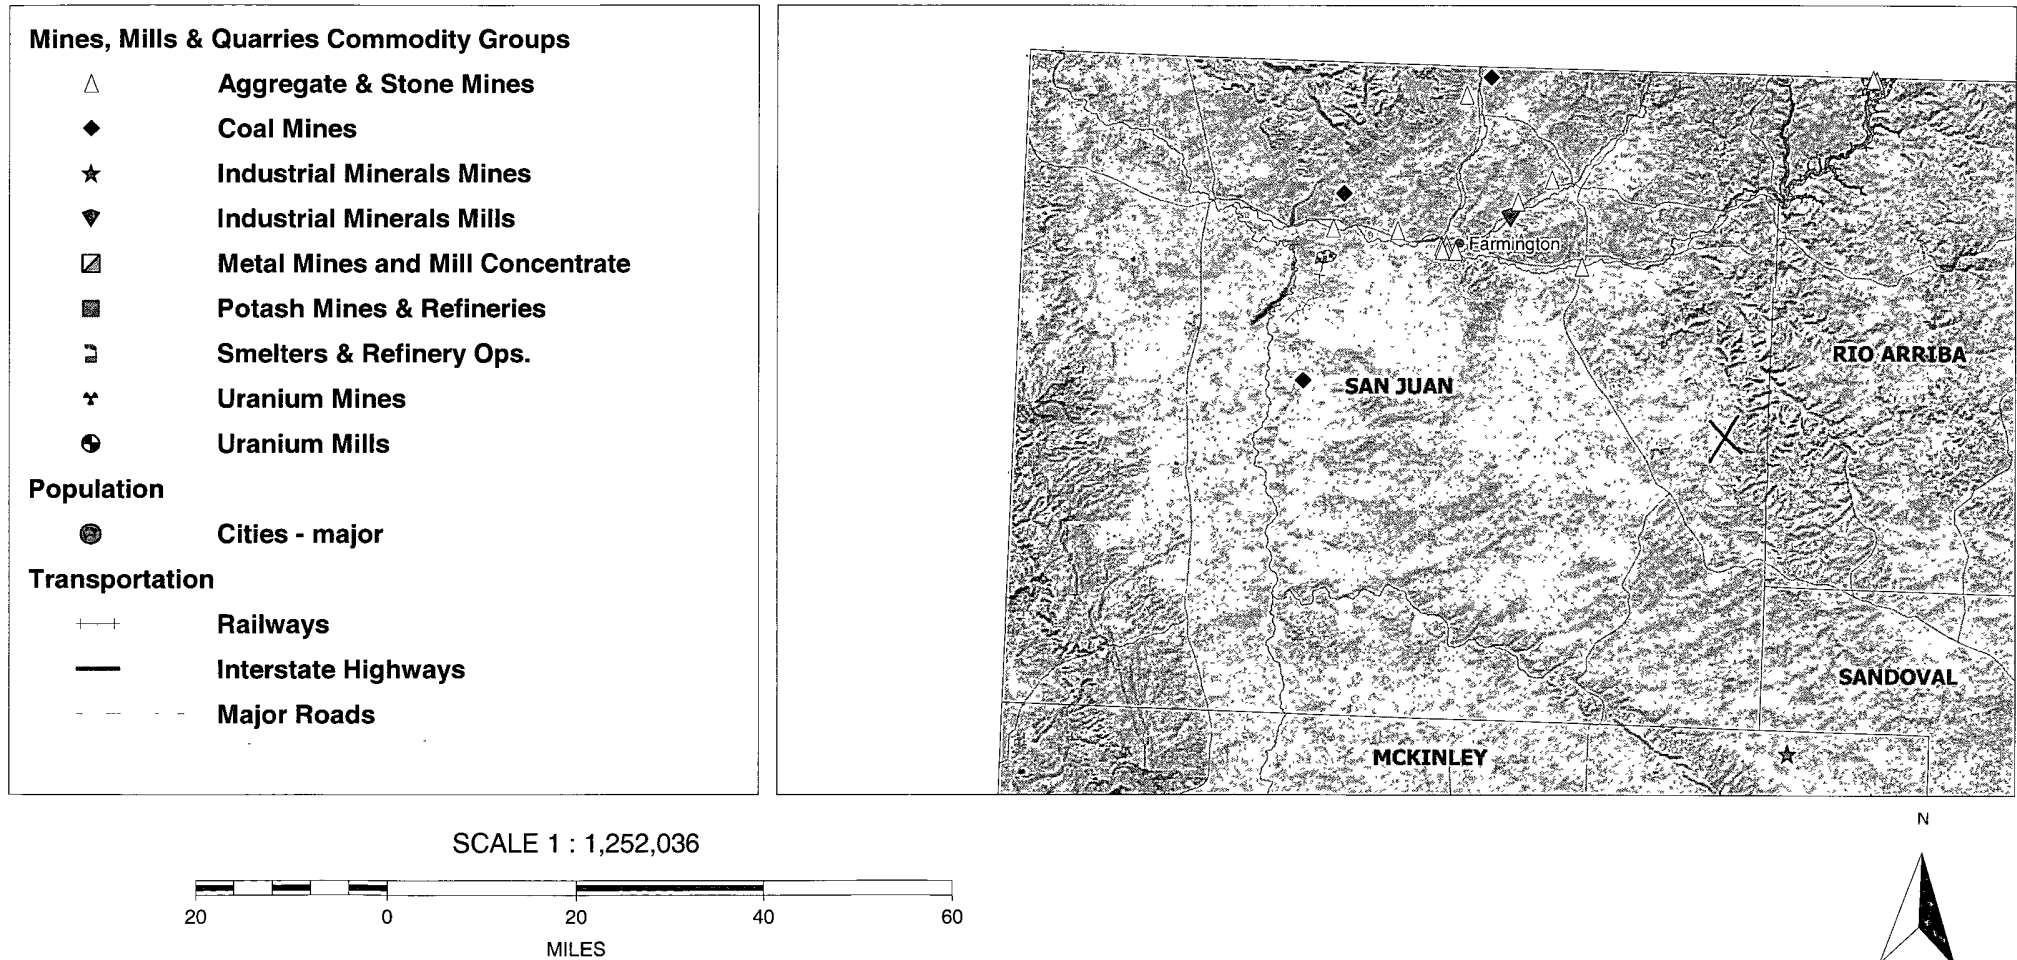 Mines, Mills & Quarries Commodity Groups
Aggregate & Stone Mines
Coal Mines
Industrial Minerals Mines
Industrial Minerals Mills
Metal Mines and Mill Concentrate
Potash Mines & Refineries
Smelters & Refinery Ops.
Uranium Mines
Uranium Mills
Population
Cities - major
Transportation
Railways
Interstate Highways
Major Roads
Farmington
RIO ARRIBA
SAN JUAN
SANDOVAL
MCKINLEY
SCALE 1 : 1,252,036
20 0 20 40 60
MILES
N